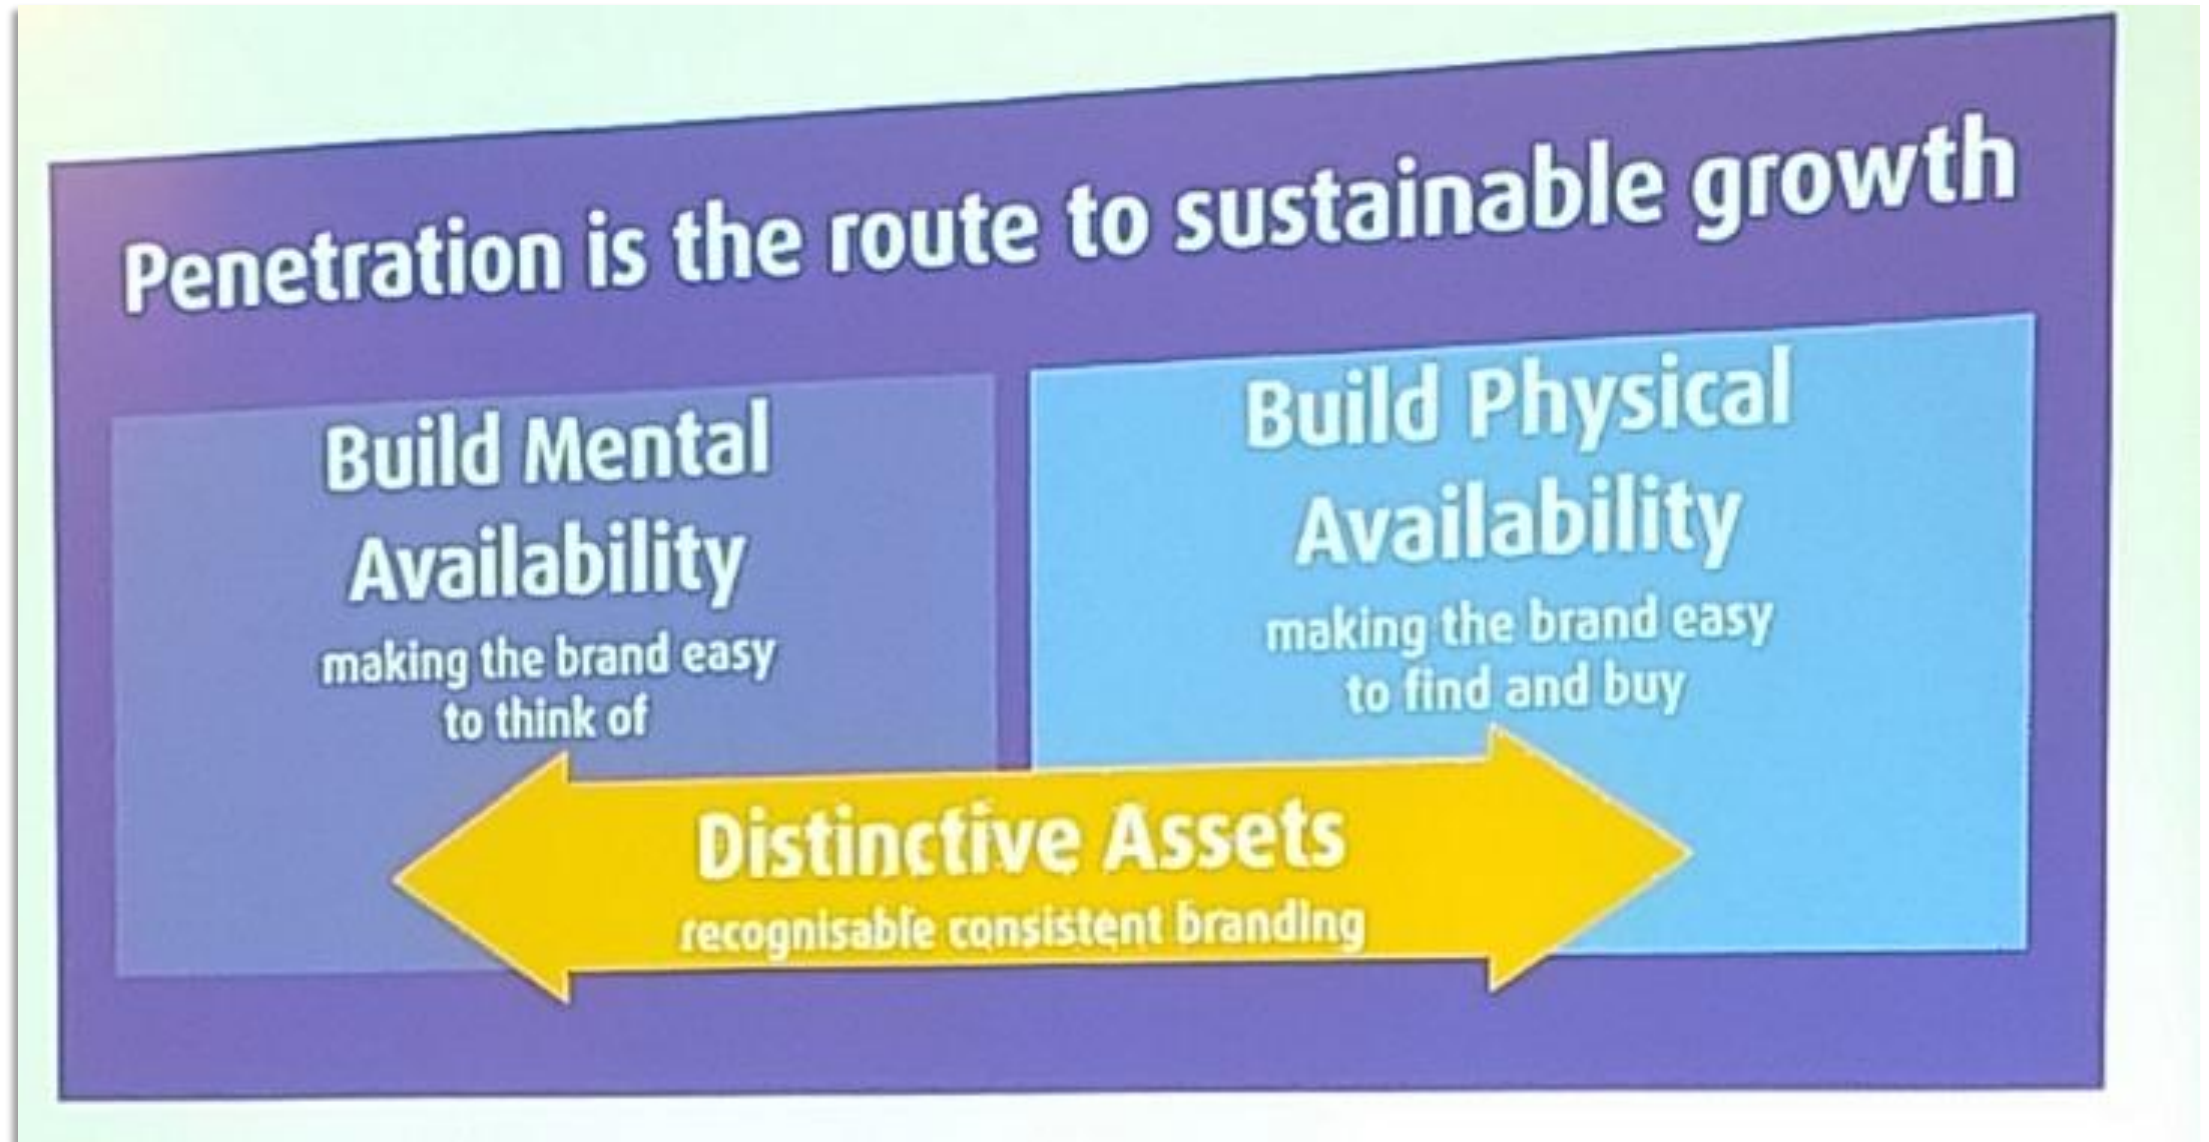 Penetration is the route to sustainable growth
Build Mental
Availability
making the brand easy
to think of
Build Physical
Availability
making the brand easy
to find and buy
Distinctive Assets
recognisable consistent branding